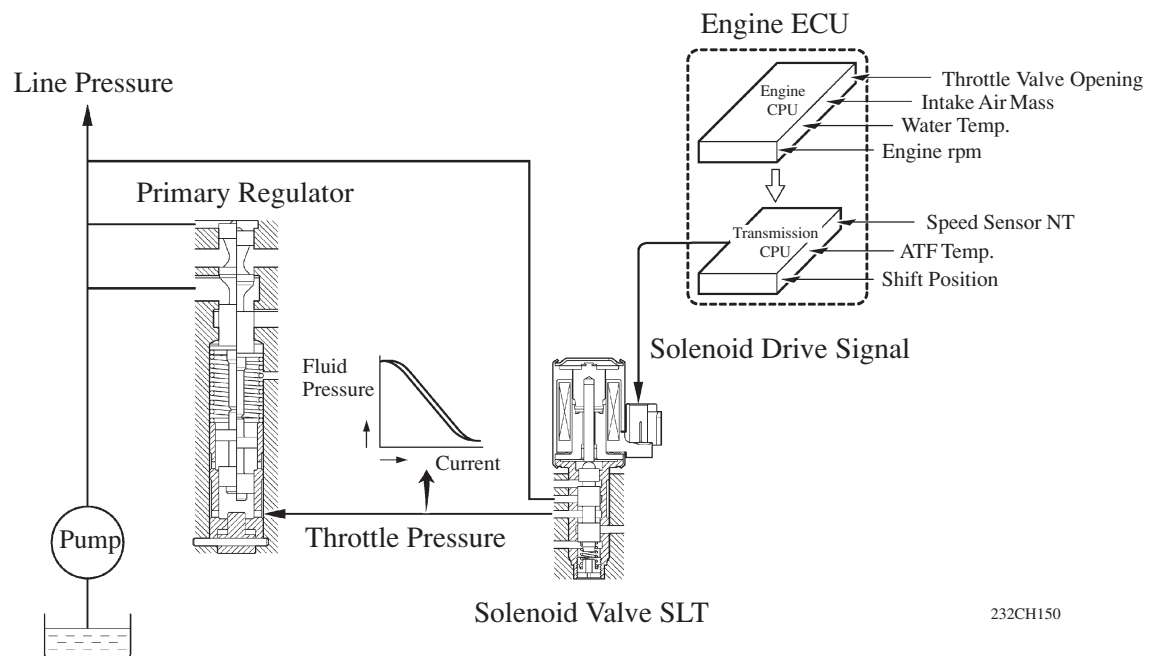 Engine ECU
Line Pressure
Engine
CPU
Throttle Valve Opening
Intake Air Mass
Water Temp.
Engine rpm
Primary Regulator
Transmission
CPU
Speed Sensor NT
ATF Temp.
Shift Position
Solenoid Drive Signal
Fluid
Pressure
Current
Throttle Pressure
Pump
Solenoid Valve SLT
232CH150